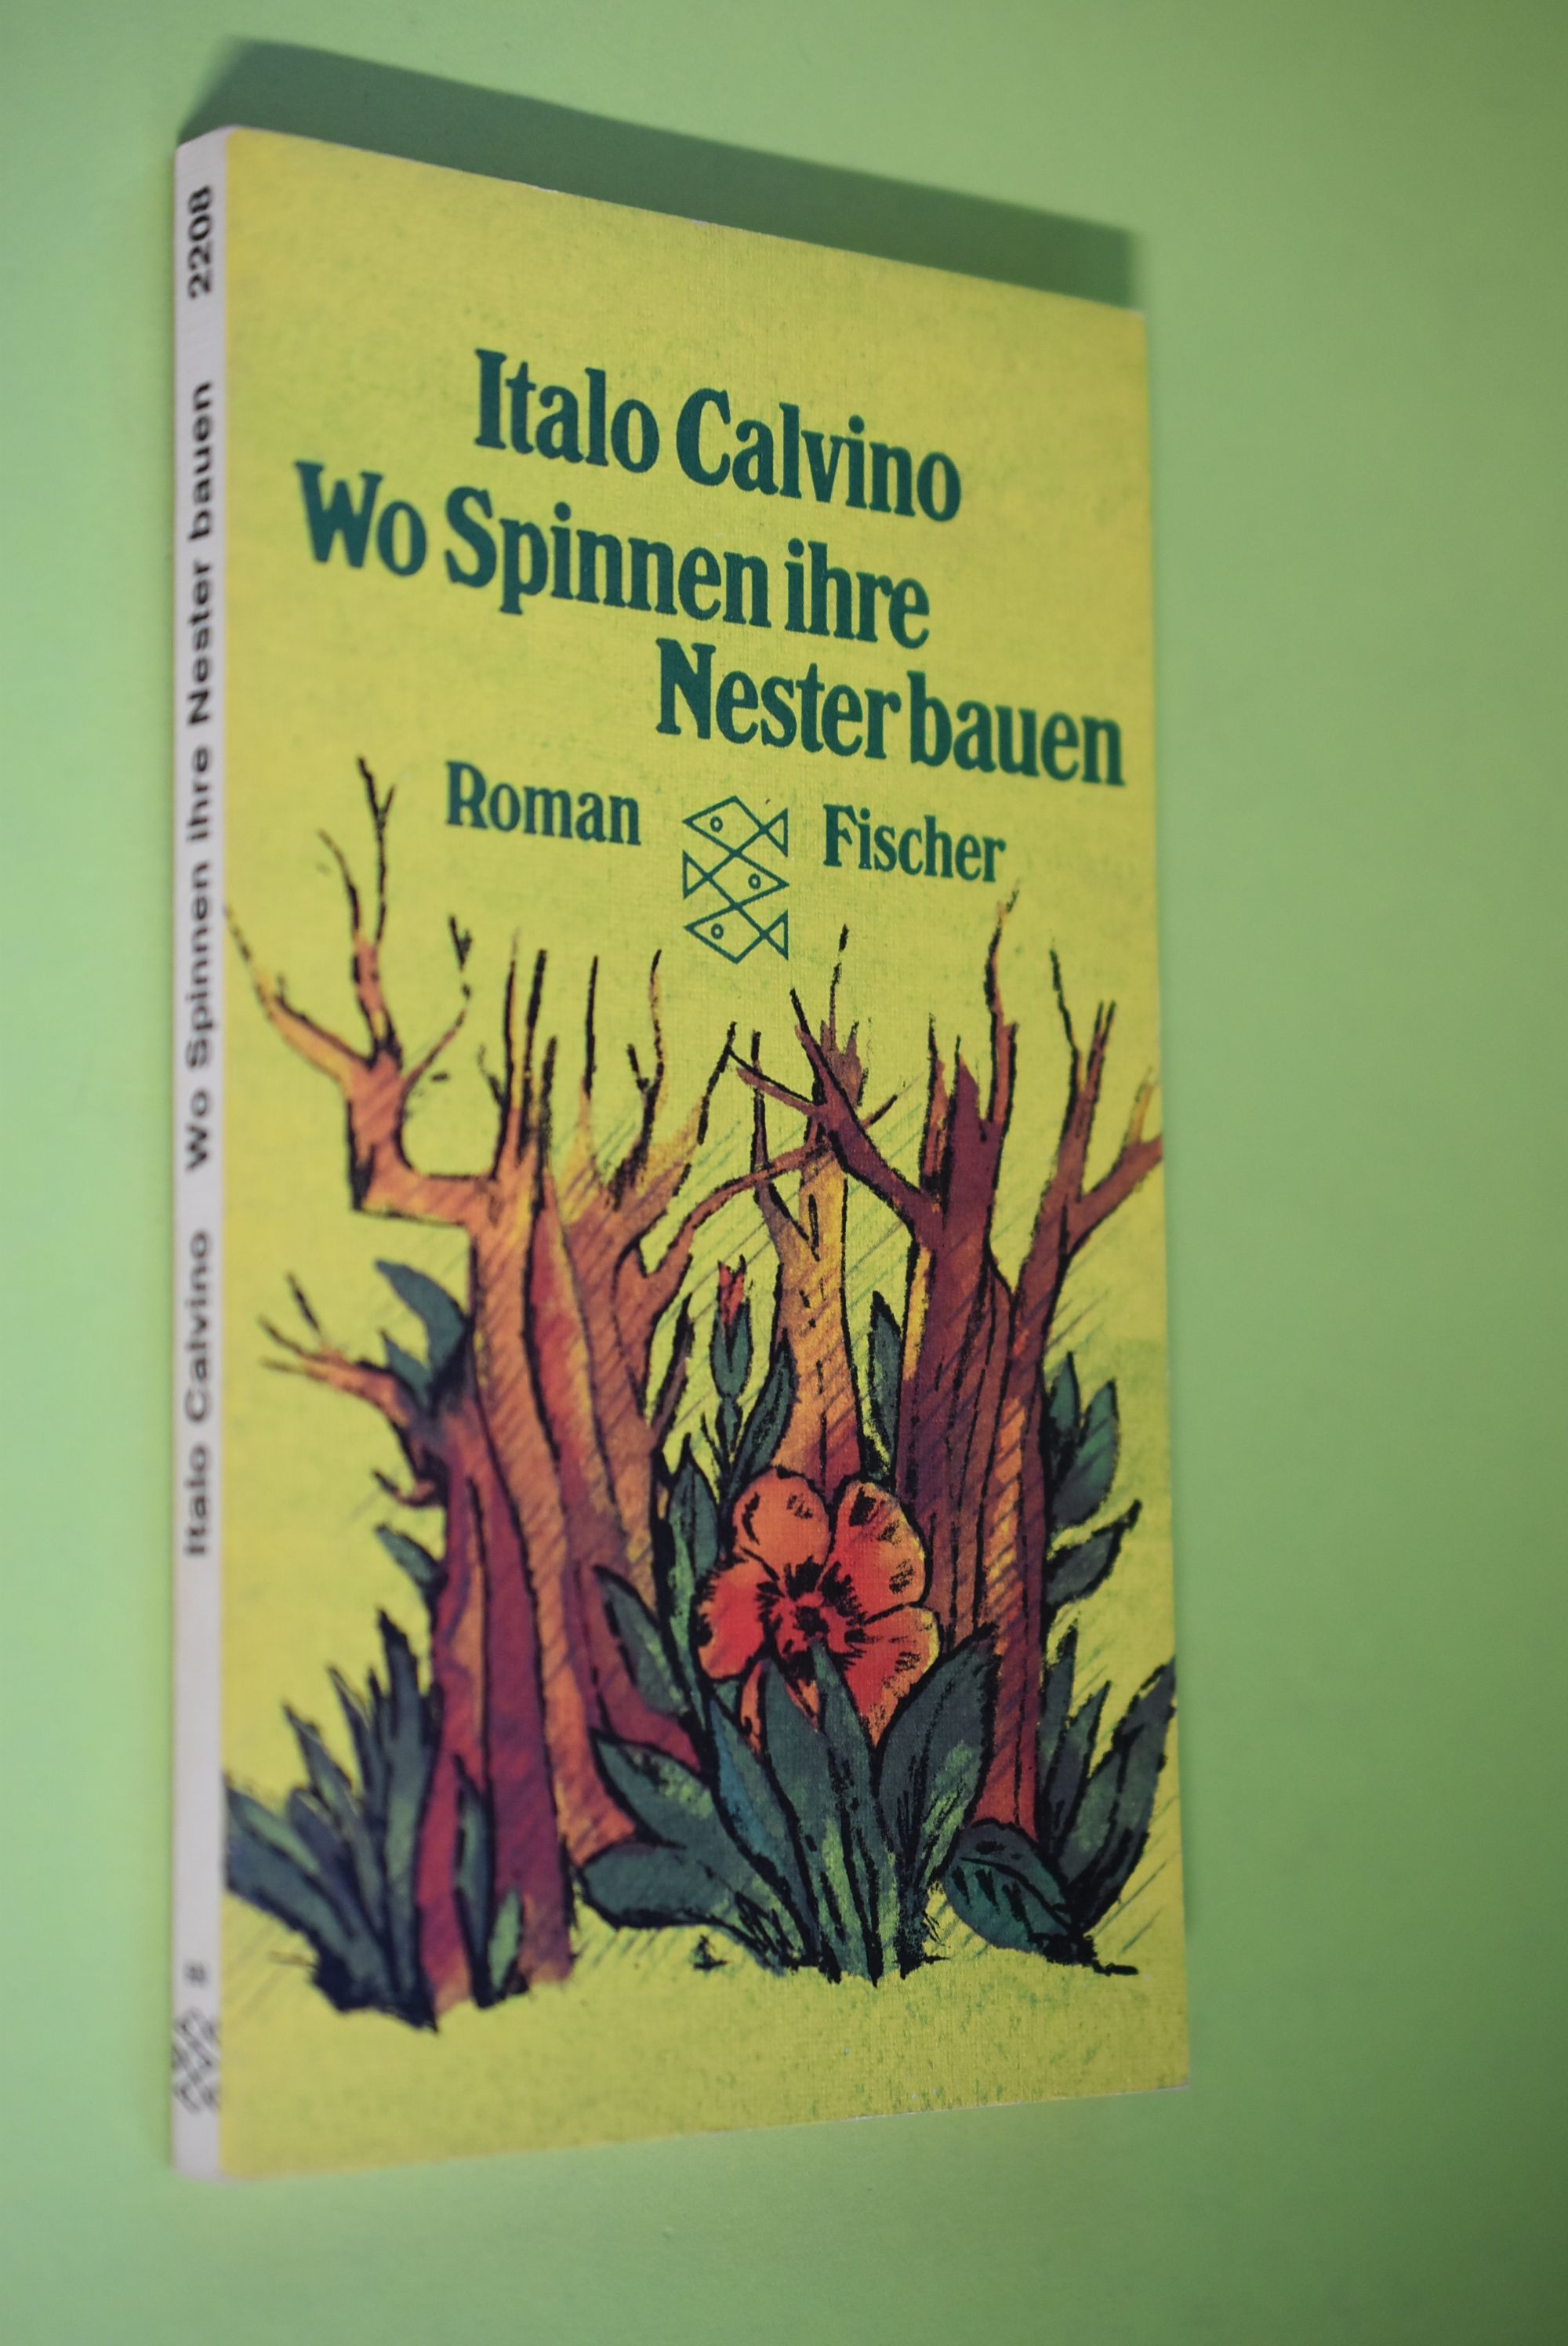 Italo Calvino
Wo Spinnen ihre
Nester bauen
Roman Fischer
Italo Calvino Wo Spinnen ihre Nester bauen 2208